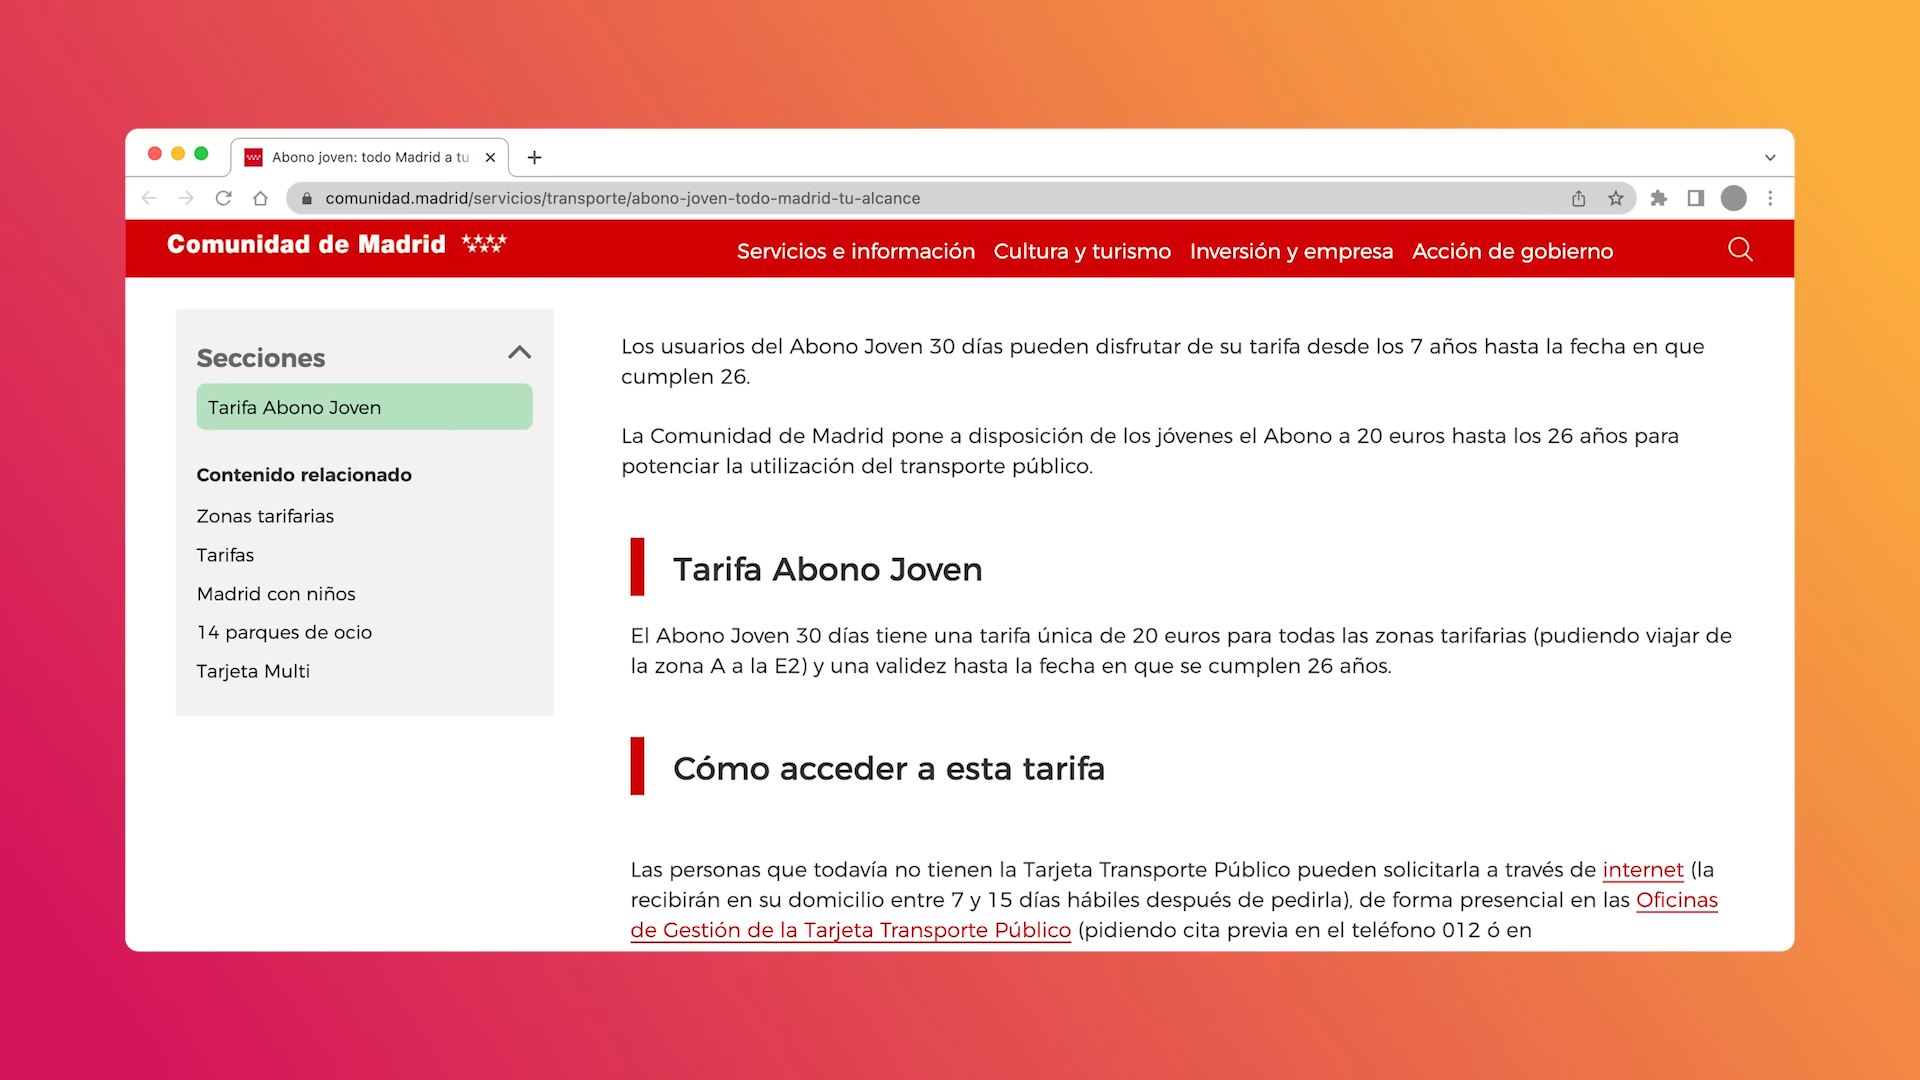 Abono joven: todo Madrid a tu
comunidad.madrid/servicios/transporte/abono-joven-todo-madrid-tu-alcance
Comunidad de Madrid
Servicios e información Cultura y turismo Inversión y empresa Acción de gobierno
Secciones
Tarifa Abono Joven
Contenido relacionado
Zonas tarifarias
Tarifas
Madrid con niños
14 parques de ocio
Tarjeta Multi
Los usuarios del Abono Joven 30 días pueden disfrutar de su tarifa desde los 7 años hasta la fecha en que
cumplen 26.
La Comunidad de Madrid pone a disposición de los jóvenes el Abono a 20 euros hasta los 26 años para
potenciar la utilización del transporte público.
Tarifa Abono Joven
El Abono Joven 30 días tiene una tarifa única de 20 euros para todas las zonas tarifarias (pudiendo viajar de
la zona A a la E2) y una validez hasta la fecha en que se cumplen 26 años.
Cómo acceder a esta tarifa
Las personas que todavía no tienen la Tarjeta Transporte Público pueden solicitarla a través de internet (la
recibirán en su domicilio entre 7 y 15 días hábiles después de pedirla), de forma presencial en las Oficinas
de Gestión de la Tarjeta Transporte Público (pidiendo cita previa en el teléfono 012 ó en